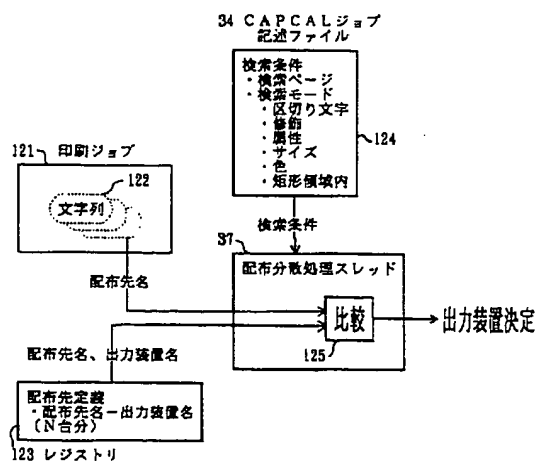 34 CAPCALジョブ
記述ファイル
検索条件
・検索ページ
・検索モード
・区切り文字
・修飾
・属性
・サイズ
・色
・矩形領域内
124
121 印刷ジョブ
122
文字列
検索条件
37
配布分散処理スレッド
配布先名
比較
出力装置決定
125
配布先名、出力装置名
配布先定義
・配布先名－出力装置名
(N台分)
123 レジストリ